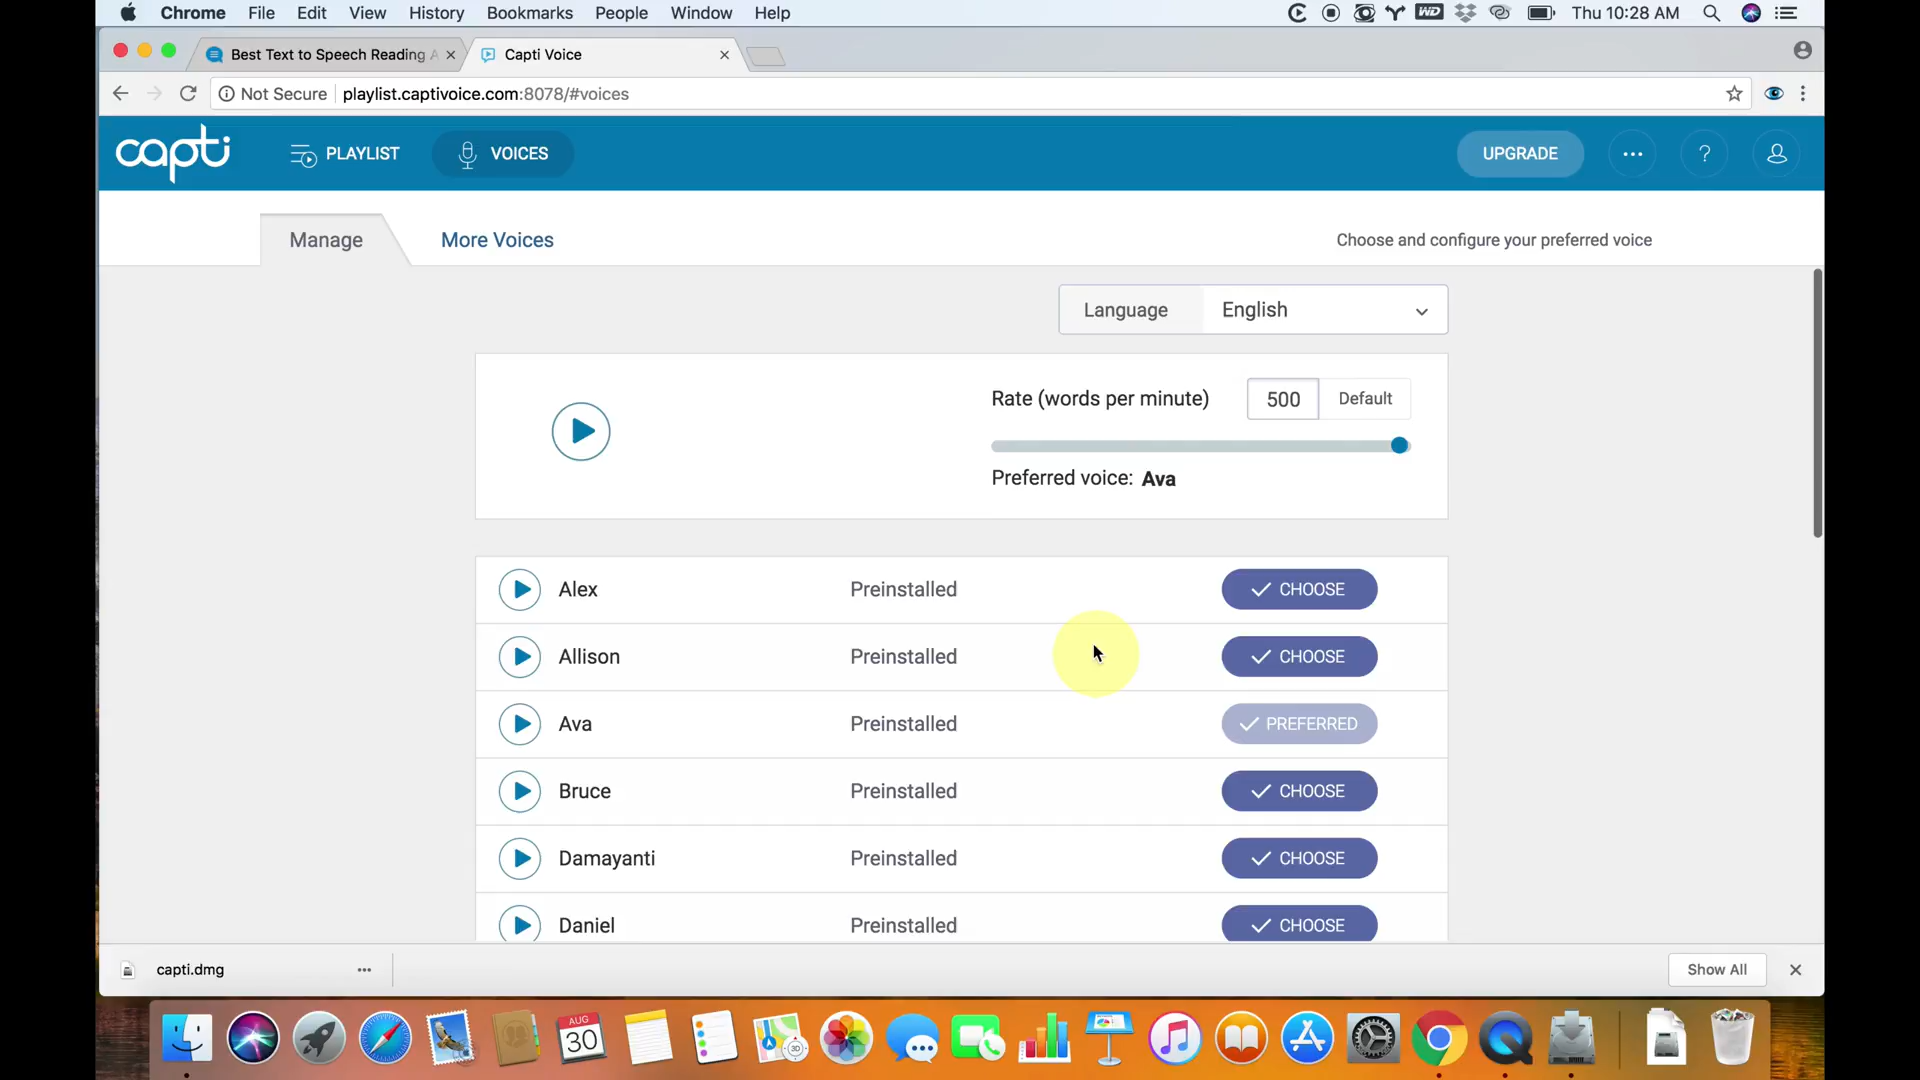 Chrome File Edit View History Bookmarks People Window Help WD Thu 10:28 AM
Best Text to Speech Reading A Capti Voice
Not Secure playlist.captivoice.com:8078/#voices
capti PLAYLIST VOICES UPGRADE ?
Manage More Voices Choose and configure your preferred voice
Language English
Rate (words per minute) 500 Default
Preferred voice: Ava
Alex Preinstalled CHOOSE
Allison Preinstalled CHOOSE
Ava Preinstalled PREFERRED
Bruce Preinstalled CHOOSE
Damayanti Preinstalled CHOOSE
Daniel Preinstalled CHOOSE
capti.dmg Show All
AUG
30